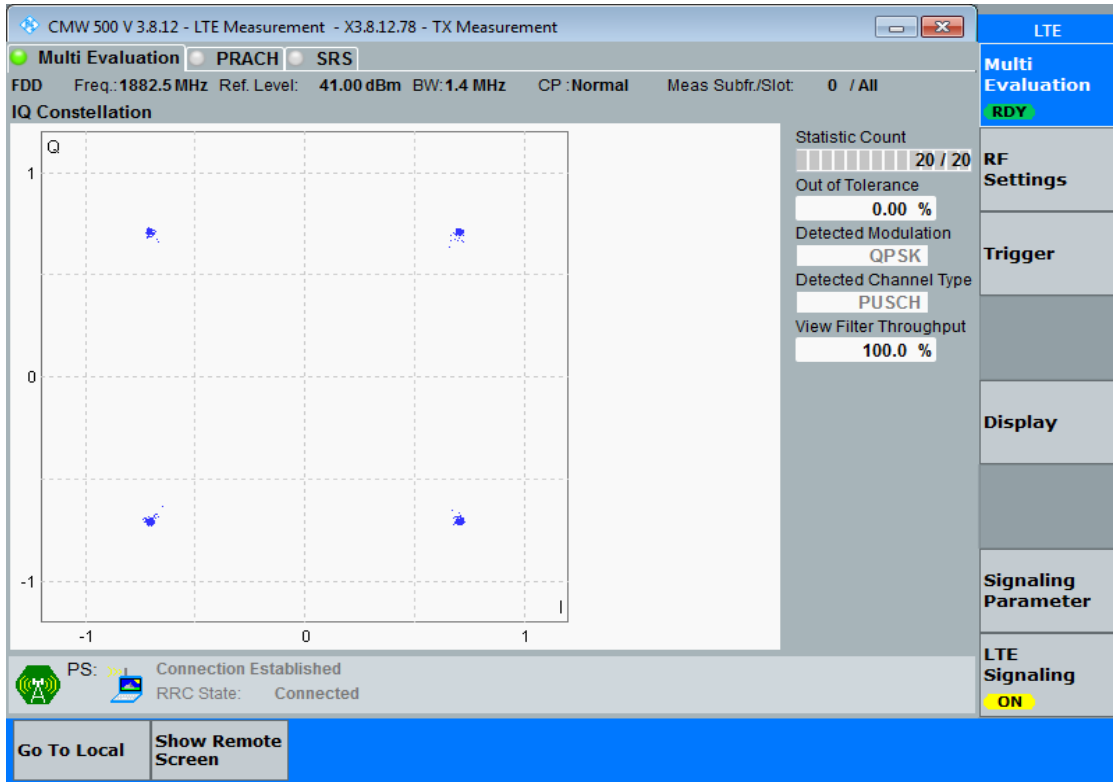 CMW 500 V 3.8.12 - LTE Measurement - X3.8.12.78 - TX Measurement
LTE
Multi Evaluation PRACH SRS
FDD Freg.:1882.5 MHz Ref. Level: 41.00 dBm BW:1.4 MHz CP :Normal Meas Subfr./Slot: 0 / All
IQ Constellation
Q
1
0
-1
I
-1 0 1
Statistic Count
20 / 20
Out of Tolerance
0.00 %
Detected Modulation
QPSK
Detected Channel Type
PUSCH
View Filter Throughput
100.0 %
Multi
Evaluation
RDY
RF
Settings
Trigger
Display
Signaling
Parameter
LTE
Signaling
ON
PS: Connection Established
RRC State: Connected
Go To Local
Show Remote
Screen